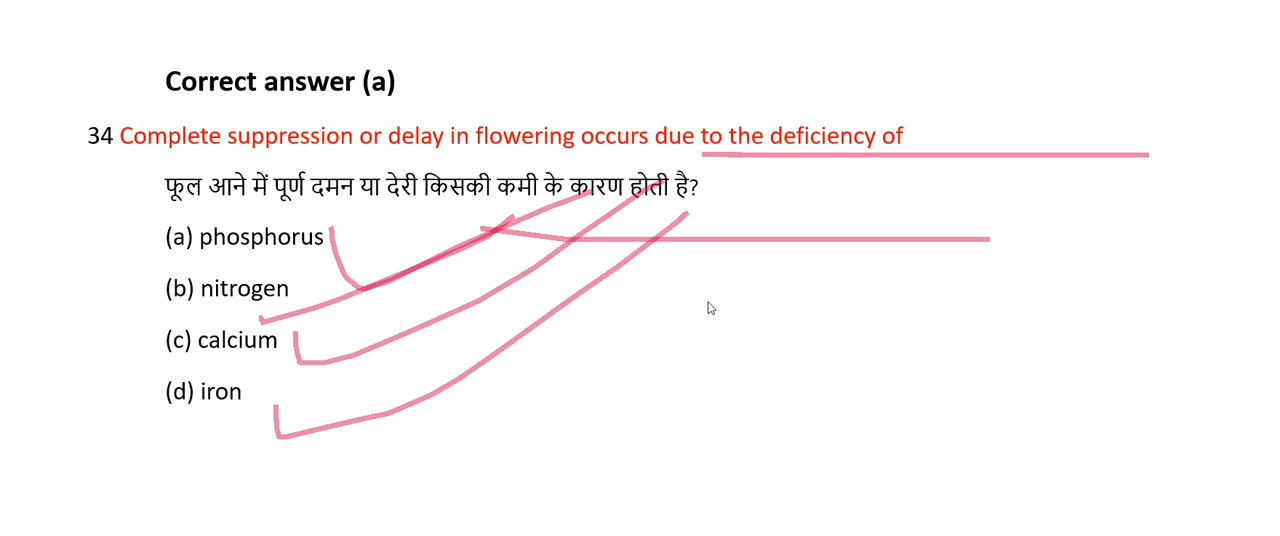 Correct answer (a)
34 Complete suppression or delay in flowering occurs due to the deficiency of
फूल आने में पूर्ण दमन या देरी किसकी कमी के कारण होती है?
(a) phosphorus
(b) nitrogen
(c) calcium
(d) iron